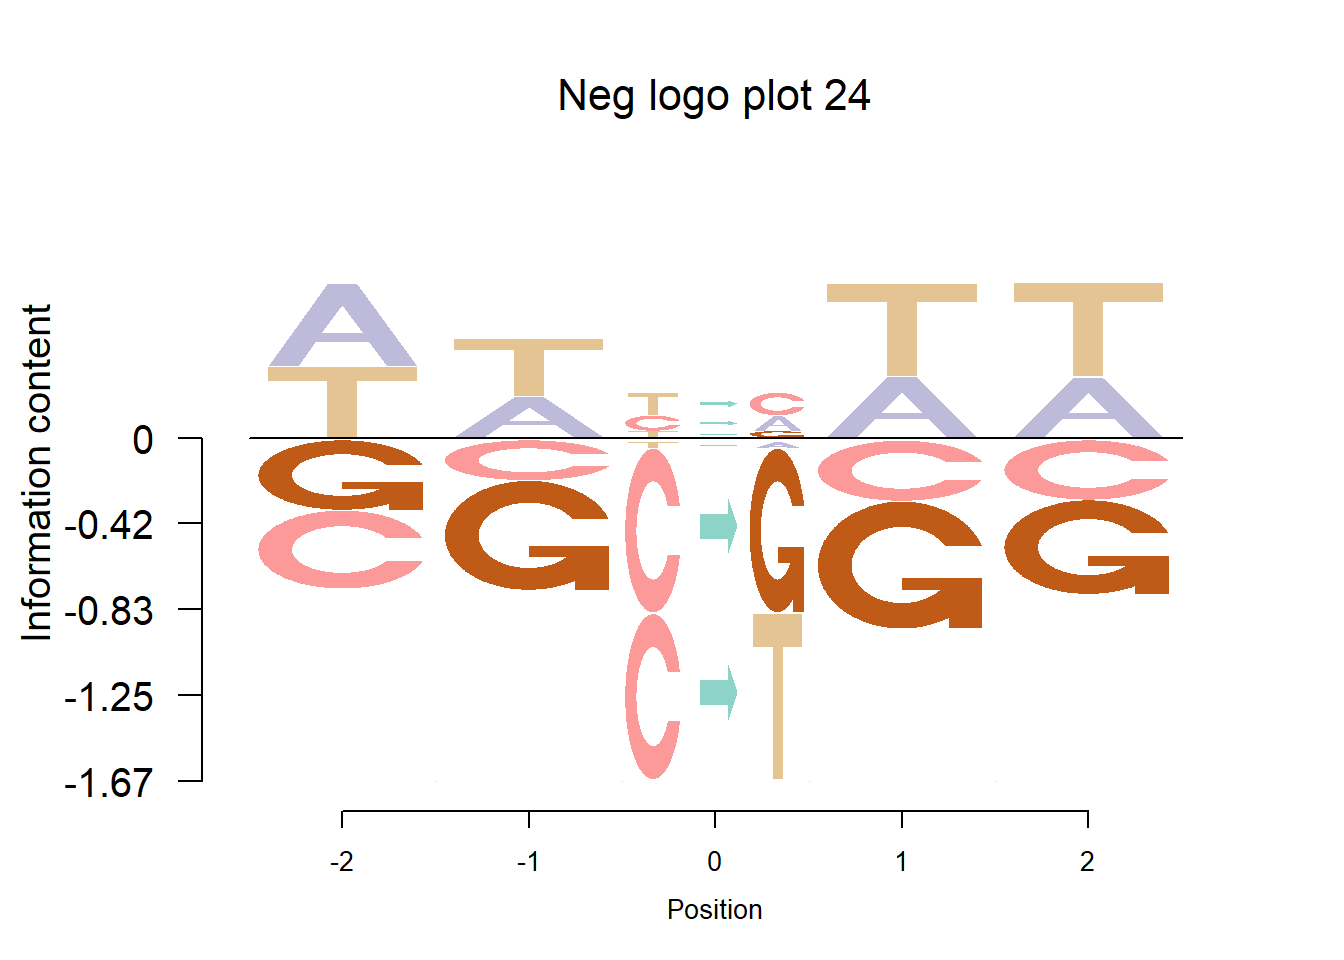 Neg logo plot 24
Information content
0
-0.42
-0.83
-1.25
-1.67
A T T T
T A T C A A
G C C G C C
C G C T G G
-2 -1 0 1 2
Position